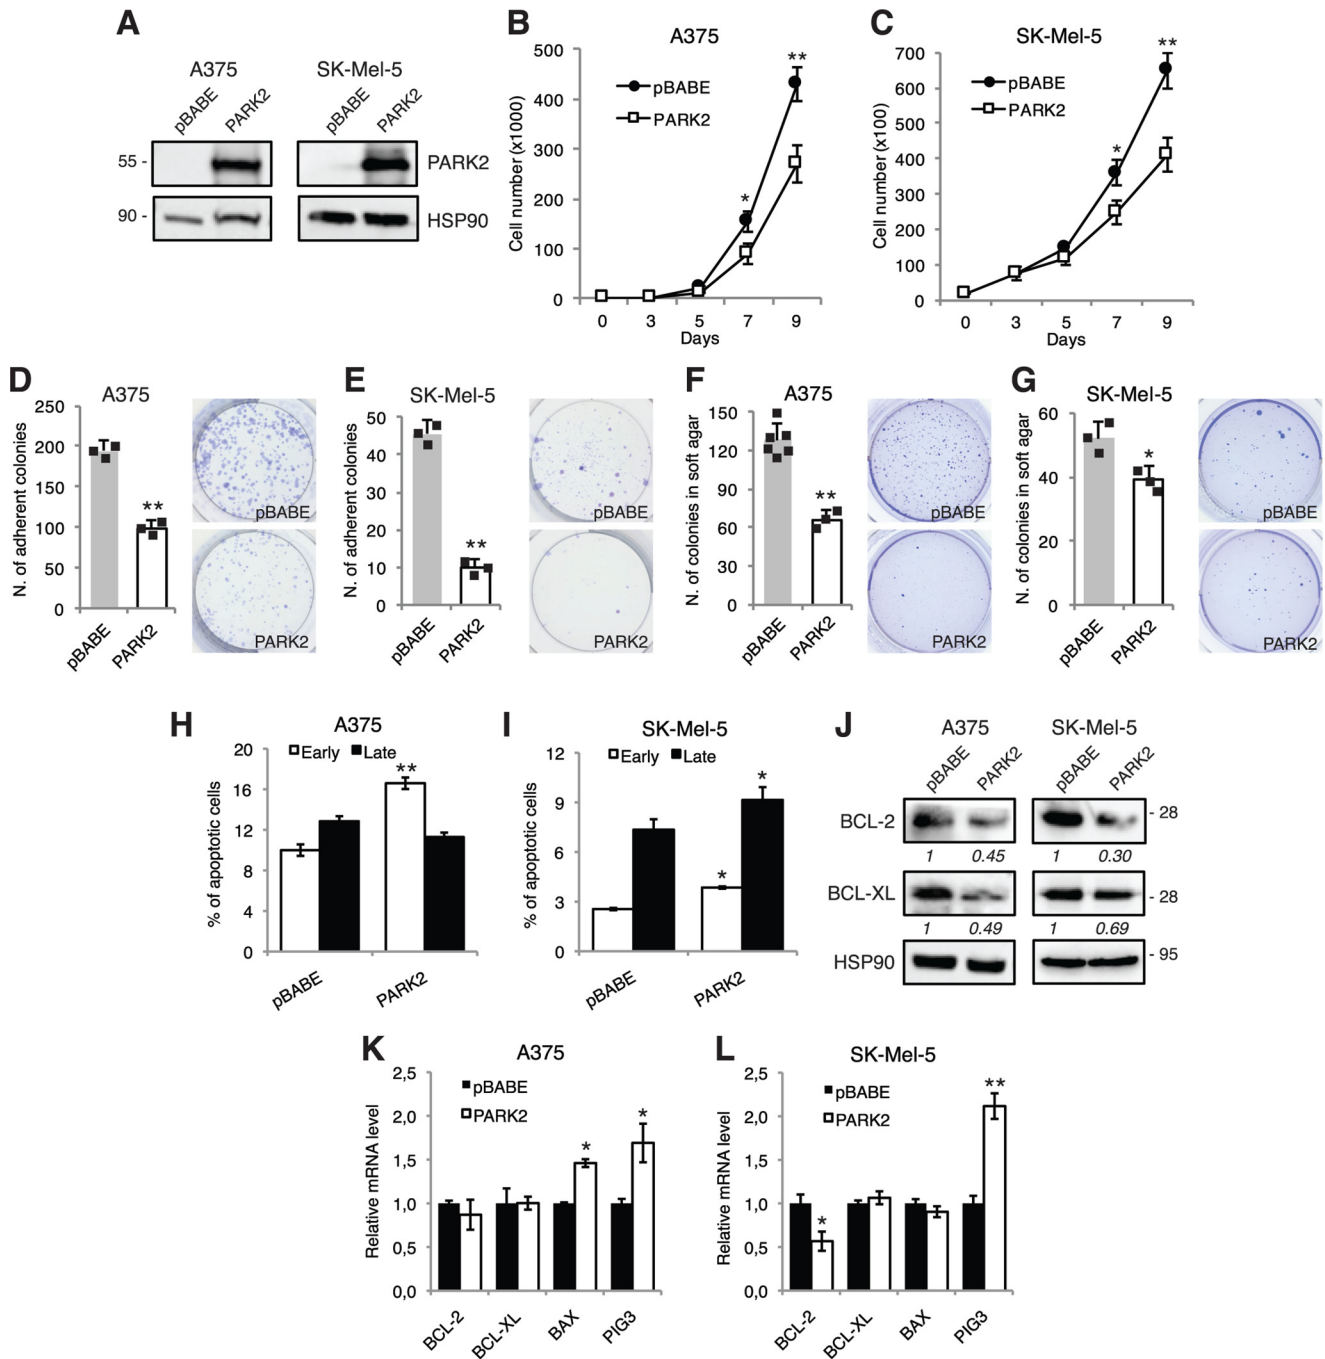 A
A375
SK-Mel-5
pBABE
PARK2
pBABE
PARK2
55 -
PARK2
90 -
HSP90
B
A375
Cell number (x1000)
500
400
300
200
100
0
pBABE
PARK2
*
**
0 3 5 7 9
Days
C
SK-Mel-5
Cell number (x100)
700
600
500
400
300
200
100
0
pBABE
PARK2
*
**
0 3 5 7 9
Days
D
A375
N. of adherent colonies
250
200
150
100
50
0
**
pBABE
PARK2
pBABE
PARK2
E
SK-Mel-5
N. of adherent colonies
50
40
30
20
10
0
**
pBABE
PARK2
pBABE
PARK2
F
A375
N. of colonies in soft agar
150
120
90
60
30
0
**
pBABE
PARK2
pBABE
PARK2
G
SK-Mel-5
N. of colonies in soft agar
60
40
20
0
*
pBABE
PARK2
pBABE
PARK2
H
A375
% of apoptotic cells
20
16
12
8
4
0
Early Late
**
pBABE
PARK2
I
SK-Mel-5
% of apoptotic cells
12
9
6
3
0
Early Late
*
*
pBABE
PARK2
J
A375
SK-Mel-5
pBABE
PARK2
pBABE
PARK2
BCL-2
- 28
1 0.45 1 0.30
BCL-XL
- 28
1 0.49 1 0.69
HSP90
- 95
K
A375
Relative mRNA level
2,5
2,0
1,5
1,0
0,5
0,0
pBABE
PARK2
*
*
BCL-2
BCL-XL
BAX
PIG3
L
SK-Mel-5
Relative mRNA level
2,5
2,0
1,5
1,0
0,5
0,0
pBABE
PARK2
*
**
BCL-2
BCL-XL
BAX
PIG3